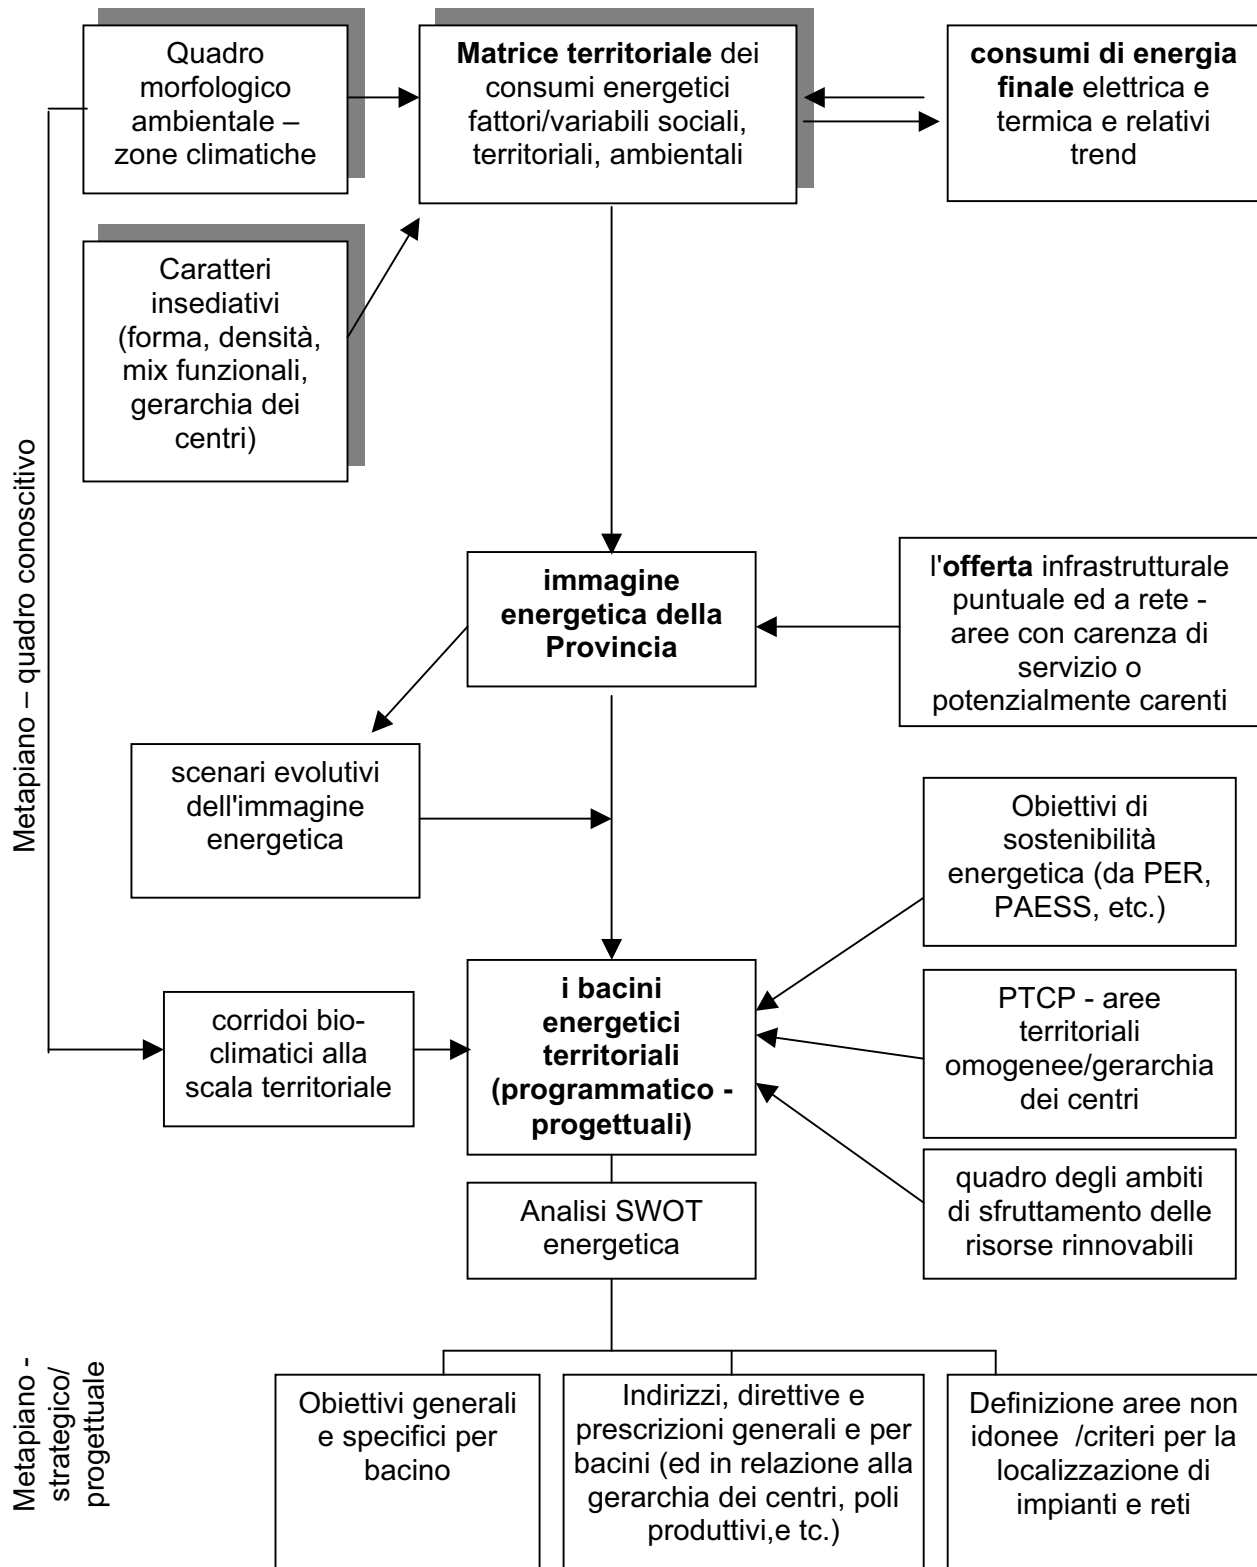 Quadro
morfologico
ambientale –
zone climatiche
Matrice territoriale dei
consumi energetici
fattori/variabili sociali,
territoriali, ambientali
consumi di energia
finale elettrica e
termica e relativi
trend
Caratteri
insediativi
(forma, densità,
mix funzionali,
gerarchia dei
centri)
Metapiano – quadro conoscitivo
immagine
energetica della
Provincia
l'offerta infrastrutturale
puntuale ed a rete -
aree con carenza di
servizio o
potenzialmente carenti
scenari evolutivi
dell'immagine
energetica
Obiettivi di
sostenibilità
energetica (da PER,
PAESS, etc.)
i bacini
energetici
territoriali
(programmatico -
progettuali)
corridoi bio-
climatici alla
scala territoriale
PTCP - aree
territoriali
omogenee/gerarchia
dei centri
quadro degli ambiti
di sfruttamento delle
risorse rinnovabili
Analisi SWOT
energetica
Metapiano -
strategico/
progettuale
Obiettivi generali
e specifici per
bacino
Indirizzi, direttive e
prescrizioni generali e per
bacini (ed in relazione alla
gerarchia dei centri, poli
produttivi,e tc.)
Definizione aree non
idonee /criteri per la
localizzazione di
impianti e reti